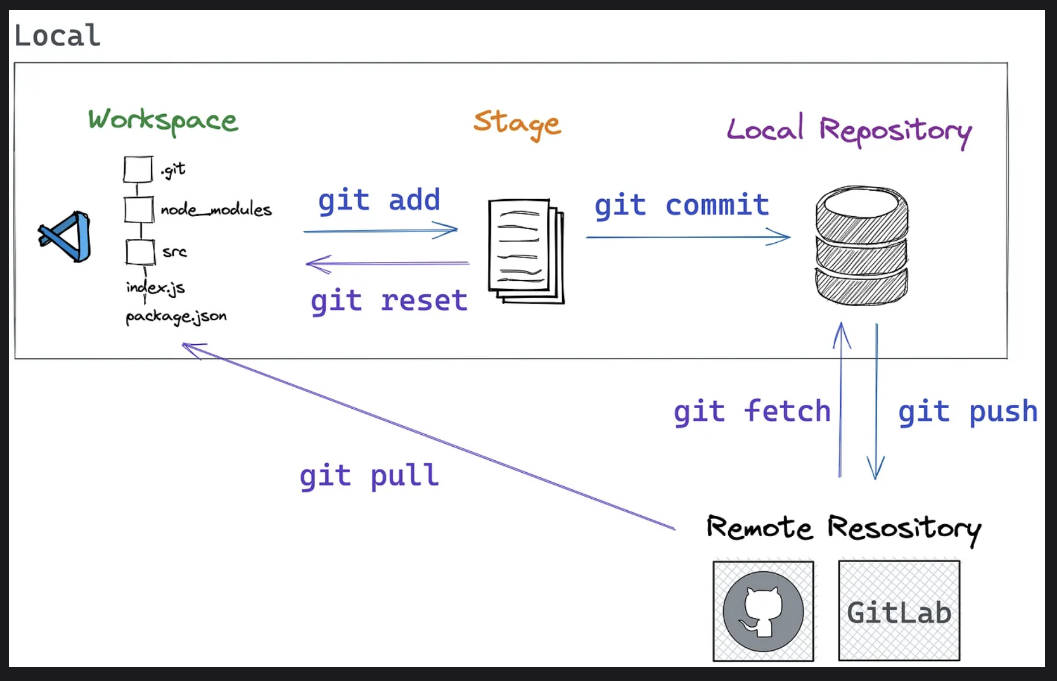 Local
Workspace
Stage
Local Repository
.git
node_modules
src
index.js
package.json
git add
git reset
git commit
git fetch
git push
git pull
Remote Resository
GitLab